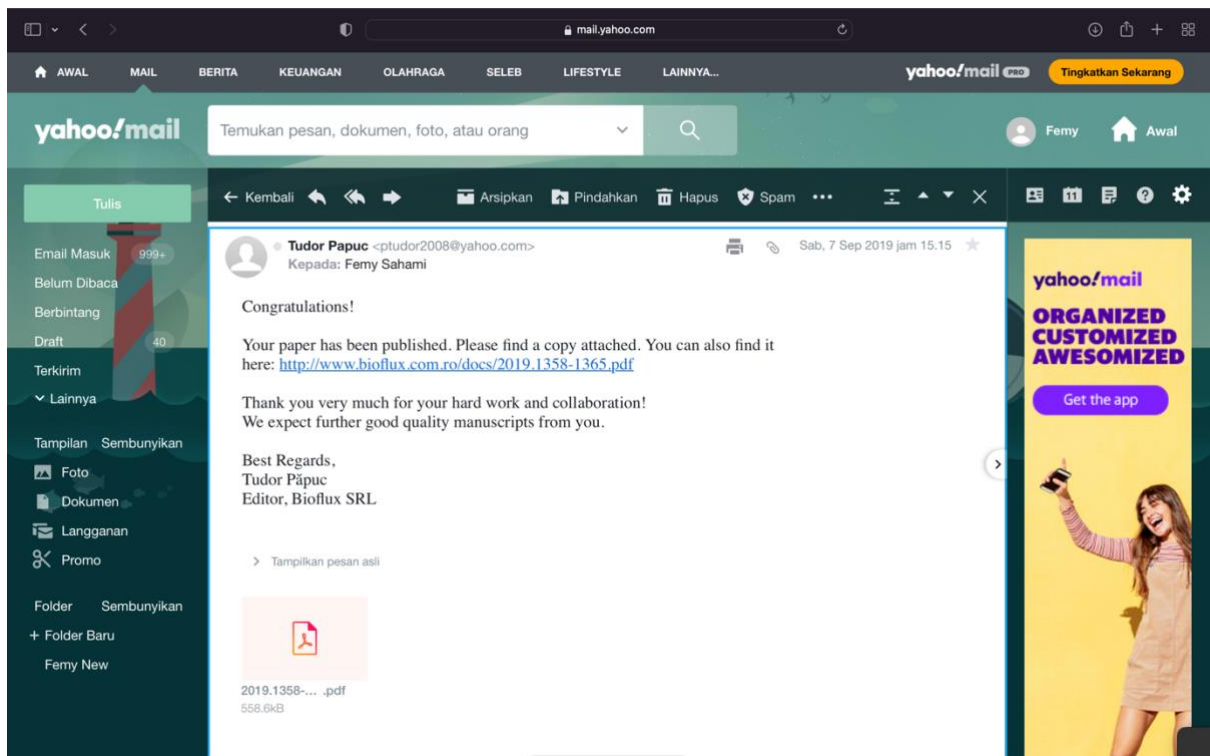 mail.yahoo.com
AWAL MAIL BERITA KEUANGAN OLAHRAGA SELEB LIFESTYLE LAINNYA... yahoo!mail PRO Tingkatkan Sekarang
yahoo!mail Temukan pesan, dokumen, foto, atau orang Femy Awal
Tulis
Kembali Arsipkan Pindahkan Hapus Spam 11
Email Masuk 999+
Belum Dibaca
Berbintang
Draft 40
Terkirim
Lainnya
Tampilan Sembunyikan
Foto
Dokumen
Langganan
Promo
Folder Sembunyikan
+ Folder Baru
Femy New
Tudor Papuc <ptudor2008@yahoo.com> Sab, 7 Sep 2019 jam 15.15
Kepada: Femy Sahami
Congratulations!
Your paper has been published. Please find a copy attached. You can also find it
here: http://www.bioflux.com.ro/docs/2019.1358-1365.pdf
Thank you very much for your hard work and collaboration!
We expect further good quality manuscripts from you.
Best Regards,
Tudor Păpuc
Editor, Bioflux SRL
Tampilkan pesan asli
2019.1358-... .pdf
558.6kB
yahoo!mail
ORGANIZED
CUSTOMIZED
AWESOMIZED
Get the app